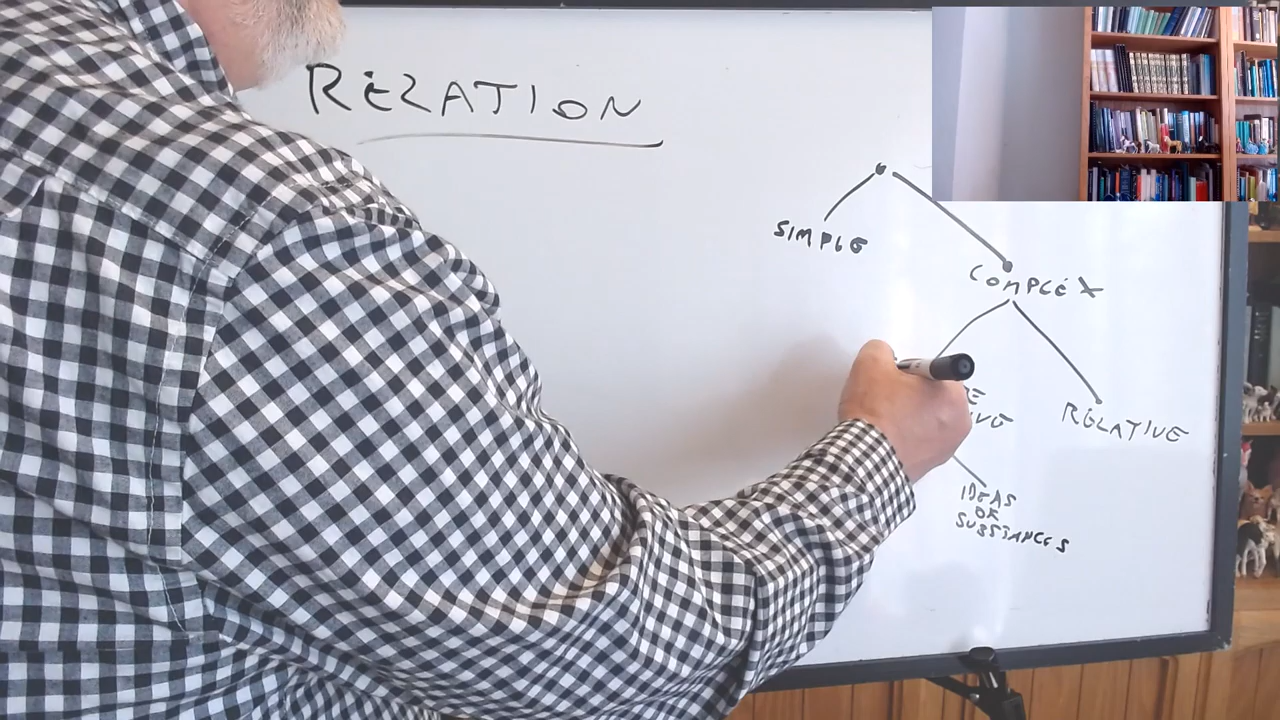 RELATION
SIMPLE
COMPLEX
RELATIVE
IDEAS
OF
SUBSTANCES